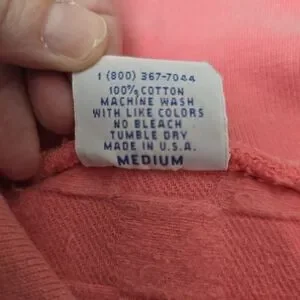 1 (800) 367-7044
100% COTTON
MACHINE WASH
WITH LIKE COLORS
NO BLEACH
TUMBLE DRY
MADE IN U.S.A.
MEDIUM